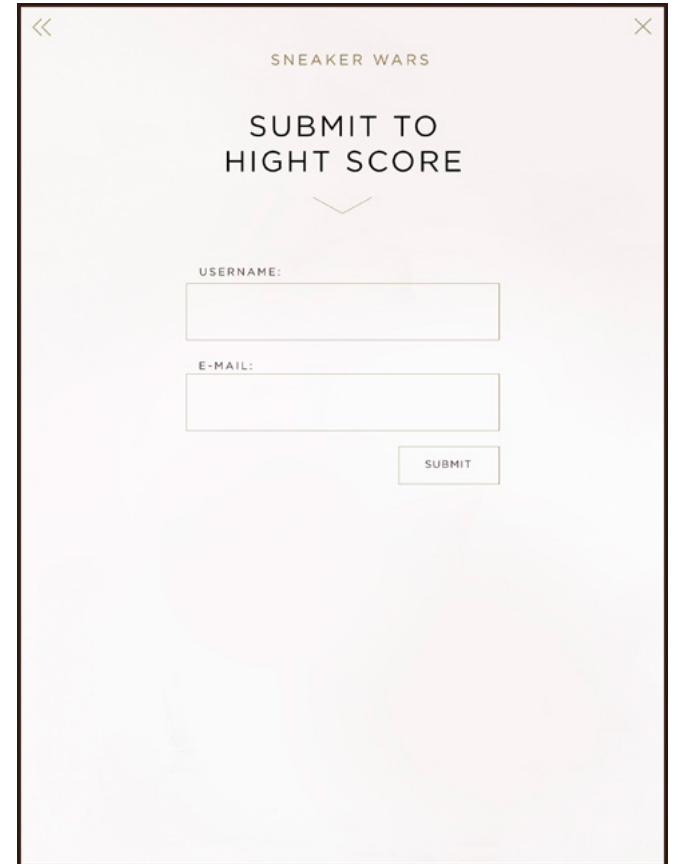 SNEAKER WARS
SUBMIT TO
HIGHT SCORE
USERNAME:
E-MAIL:
SUBMIT